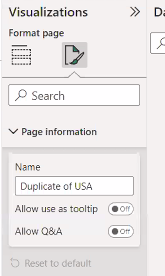 Visualizations
Da
Format page
Search
Page information
Name
Duplicate of USA
Allow use as tooltip
Off
Allow Q&A
Off
Reset to default